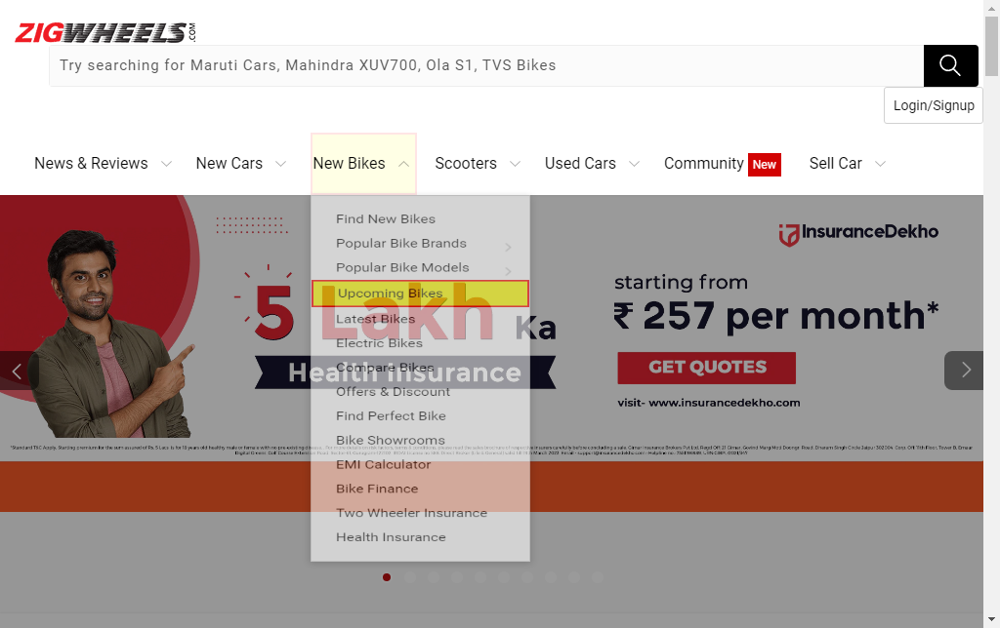 ZIGWHEELS.COM
Try searching for Maruti Cars, Mahindra XUV700, Ola S1, TVS Bikes
Login/Signup
News & Reviews
New Cars
New Bikes
Scooters
Used Cars
Community New
Sell Car
Find New Bikes
Popular Bike Brands
Popular Bike Models
Upcoming Bikes
Latest Bikes
Electric Bikes
Compare Bikes
Offers & Discount
Find Perfect Bike
Bike Showrooms
EMI Calculator
Bike Finance
Two Wheeler Insurance
Health Insurance
5 Lakh Ka
Health insurance
InsuranceDekho
starting from
₹ 257 per month*
GET QUOTES
visit- www.insurancedekho.com